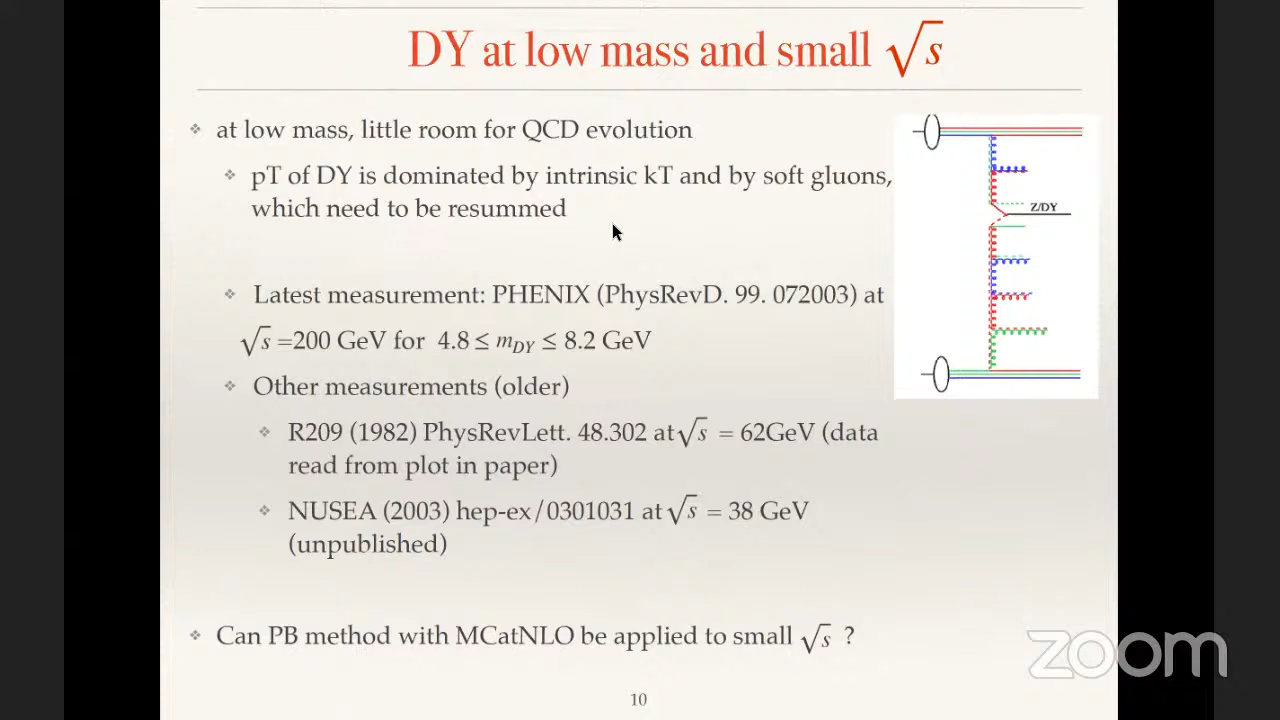 DY at low mass and small √s
❖ at low mass, little room for QCD evolution
❖ pT of DY is dominated by intrinsic kT and by soft gluons,
which need to be resummed
❖ Latest measurement: PHENIX (PhysRevD. 99. 072003) at
√s =200 GeV for 4.8 ≤ m_DY ≤ 8.2 GeV
❖ Other measurements (older)
❖ R209 (1982) PhysRevLett. 48.302 at √s = 62GeV (data
read from plot in paper)
❖ NUSEA (2003) hep-ex/0301031 at √s = 38 GeV
(unpublished)
❖ Can PB method with MCatNLO be applied to small √s ?
Z/DY
10
zoom